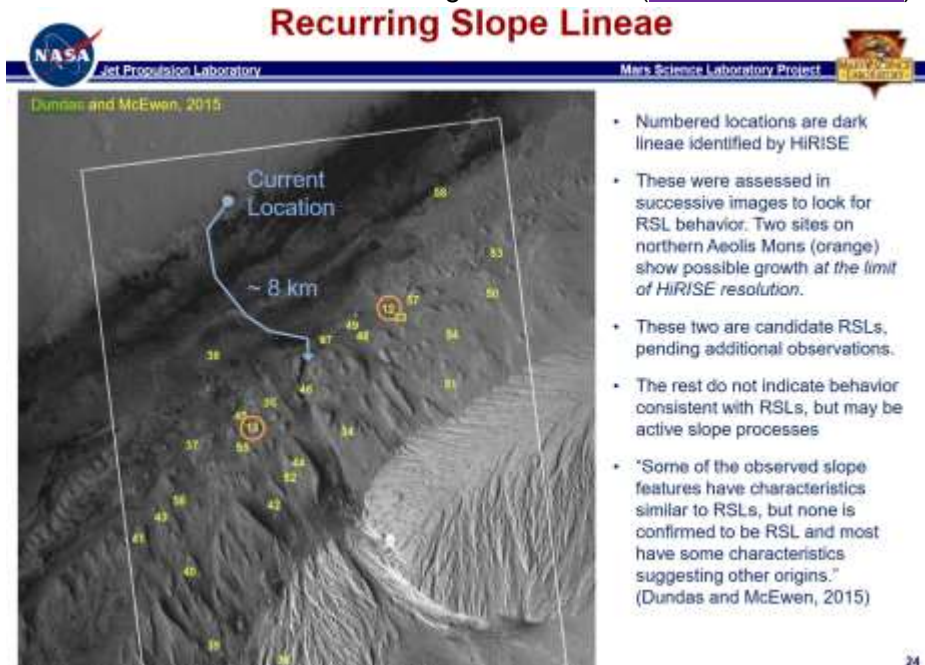 Recurring Slope Lineae
NASA
Jet Propulsion Laboratory
Mars Science Laboratory Project
Dundas and McEwen, 2015
Current
Location
~ 8 km
58
53
50
57
12
49
48
47
54
38
46
51
36
13
34
37
55
44
52
42
43
41
40
• Numbered locations are dark
lineae identified by HiRISE
• These were assessed in
successive images to look for
RSL behavior. Two sites on
northern Aeolis Mons (orange)
show possible growth at the limit
of HiRISE resolution.
• These two are candidate RSLs,
pending additional observations.
• The rest do not indicate behavior
consistent with RSLs, but may be
active slope processes
• "Some of the observed slope
features have characteristics
similar to RSLs, but none is
confirmed to be RSL and most
have some characteristics
suggesting other origins."
(Dundas and McEwen, 2015)
24